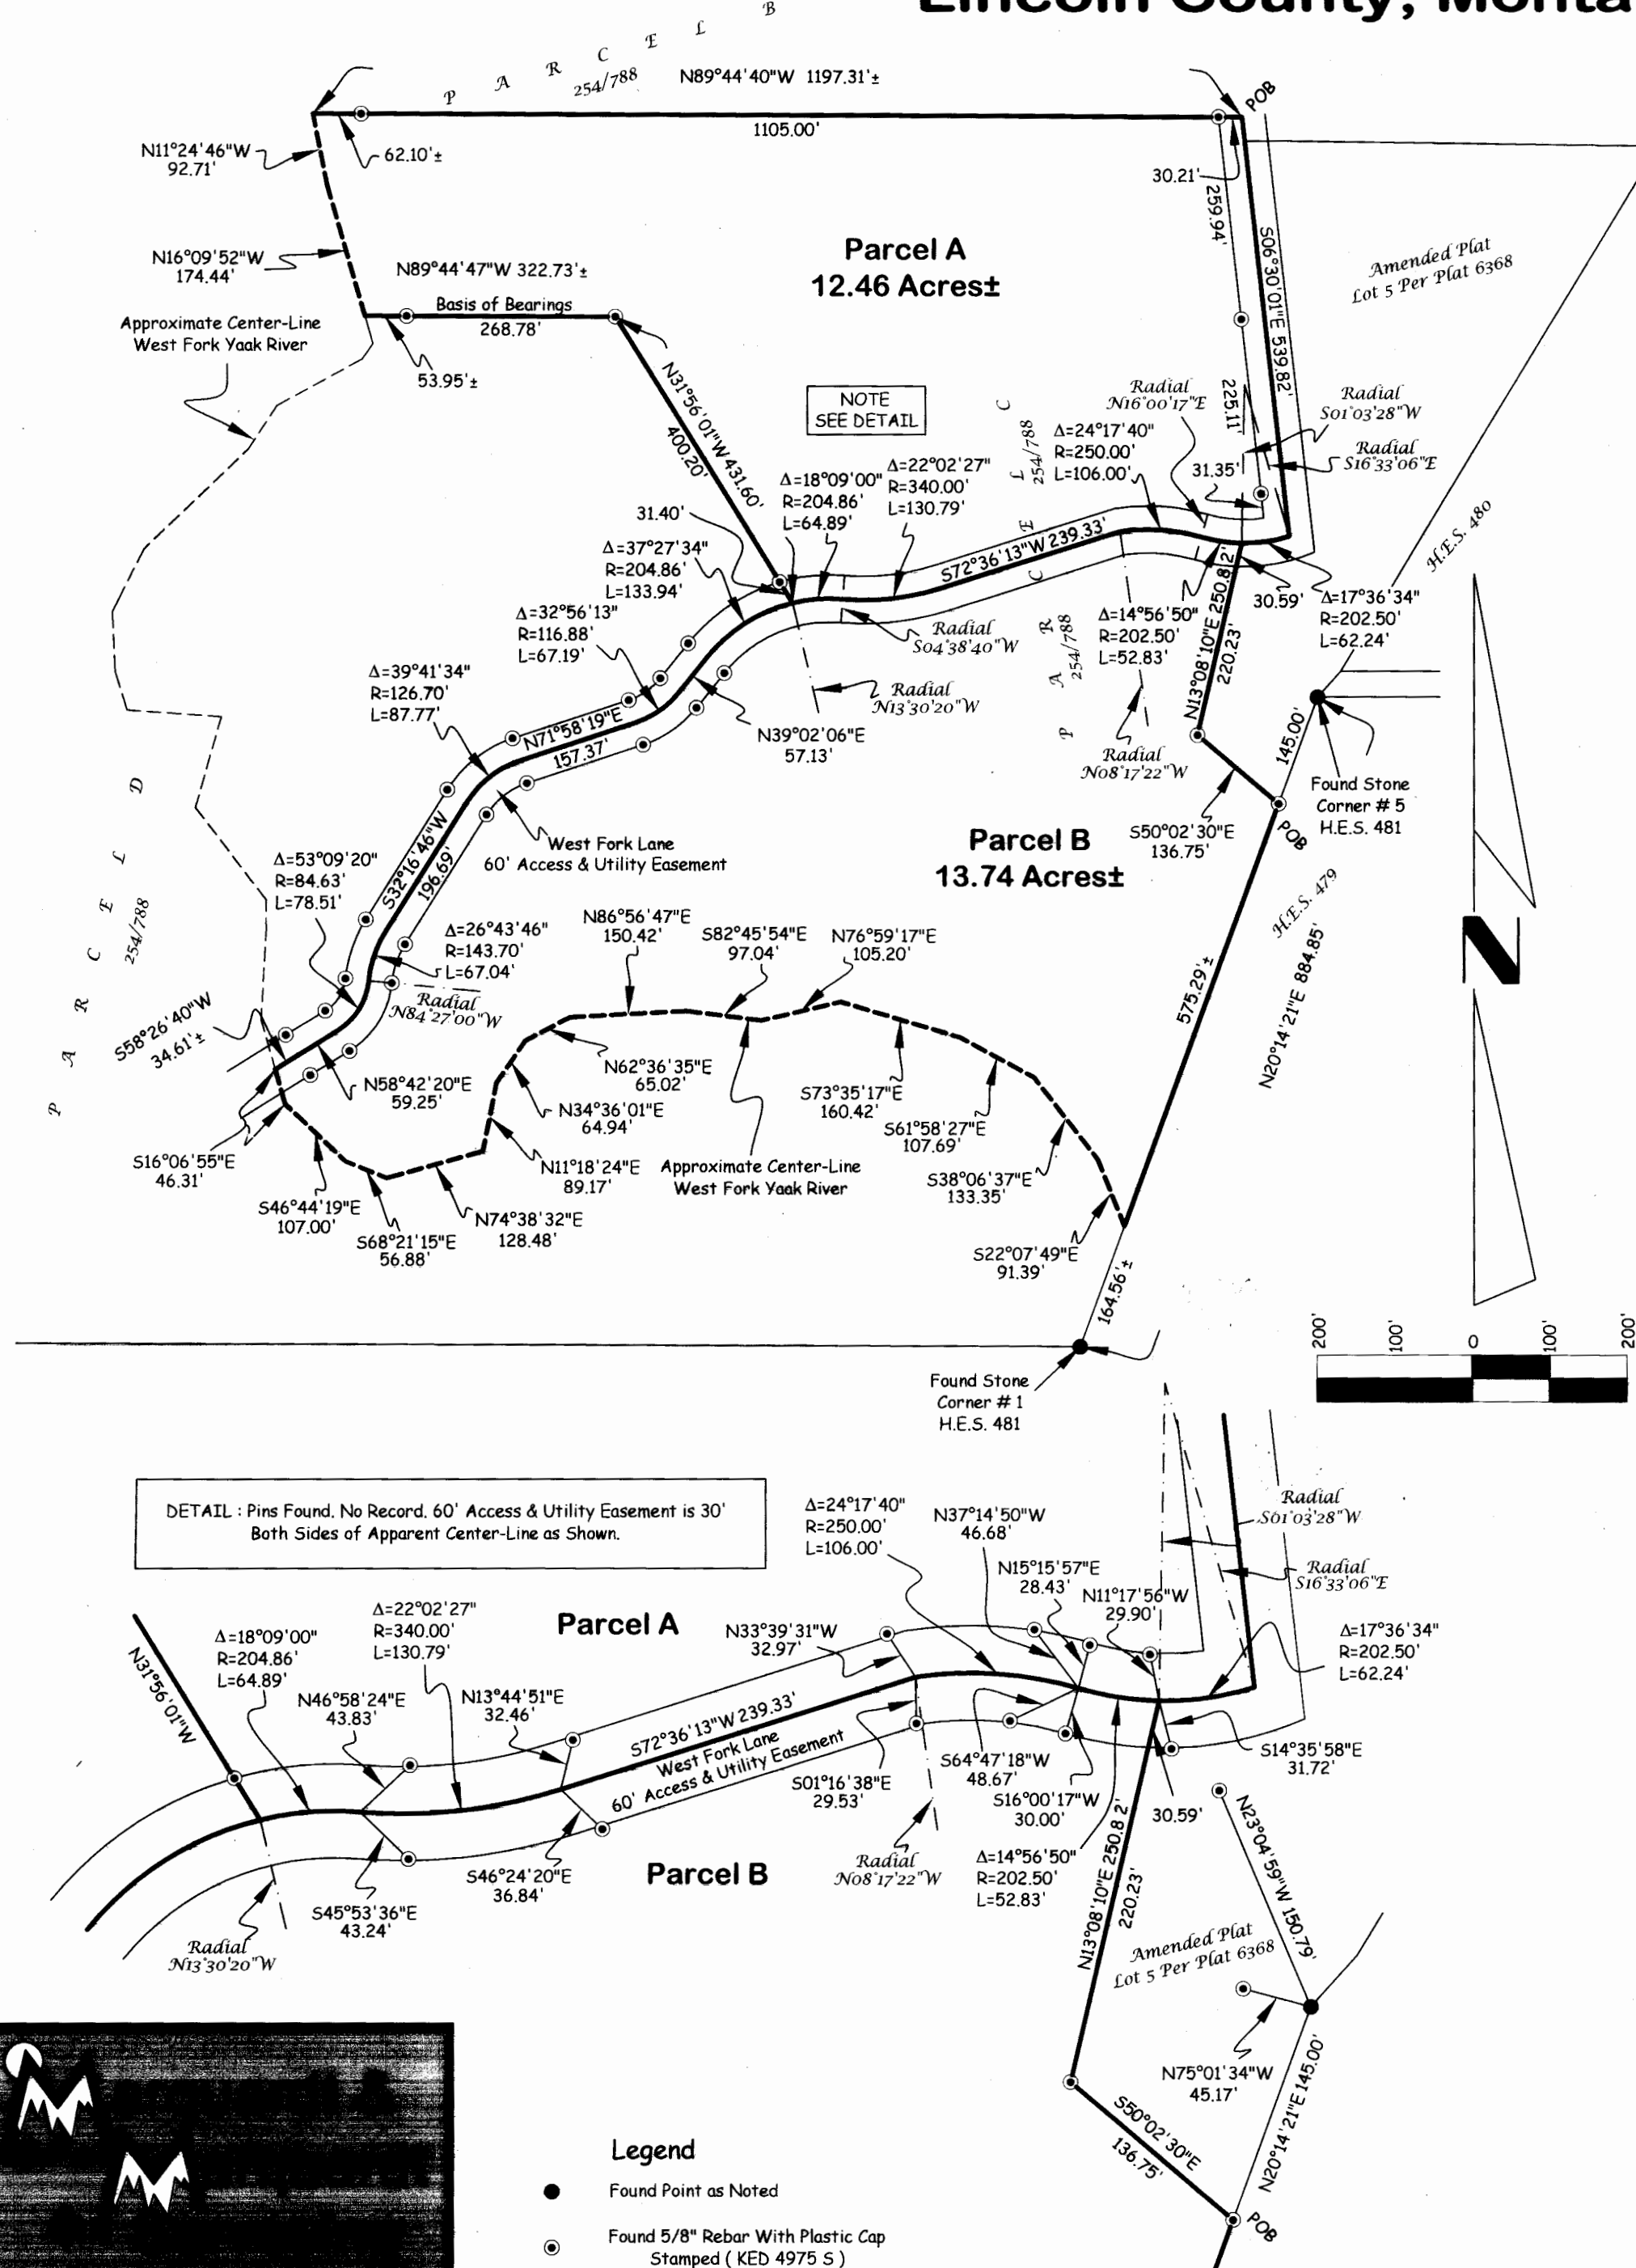 Lincoln County, Monta
P A R C E L B
254/788
N89°44'40"W 1197.31'±
POB
1105.00'
62.10'±
N11°24'46"W
92.71'
30.21'
259.94'
S06°30'01"E 539.82'
Parcel A
12.46 Acres±
Amended Plat
Lot 5 Per Plat 6368
N16°09'52"W
174.44'
N89°44'47"W 322.73'±
Basis of Bearings
268.78'
Approximate Center-Line
West Fork Yaak River
53.95'±
N31°56'01"W 431.60'
400.20'
NOTE
SEE DETAIL
P A R C E L C
254/788
254/788
Radial
N16°00'17"E
225.11'
Radial
S01°03'28"W
Radial
S16°33'06"E
31.35'
Δ=24°17'40"
R=250.00'
L=106.00'
Δ=22°02'27"
R=340.00'
L=130.79'
Δ=18°09'00"
R=204.86'
L=64.89'
31.40'
H.E.S. 480
Δ=37°27'34"
R=204.86'
L=133.94'
S72°36'13"W 239.33'
Δ=32°56'13"
R=116.88'
L=67.19'
Radial
S04°38'40"W
Δ=14°56'50"
R=202.50'
L=52.83'
N13°08'10"E 250.82'
220.23'
30.59'
Δ=17°36'34"
R=202.50'
L=62.24'
Δ=39°41'34"
R=126.70'
L=87.77'
N71°58'19"E
157.37'
Radial
N13°30'20"W
N39°02'06"E
57.13'
Radial
N08°17'22"W
145.00'
Found Stone
Corner # 5
H.E.S. 481
S50°02'30"E
136.75'
POB
Parcel B
13.74 Acres±
West Fork Lane
60' Access & Utility Easement
S32°16'46"W
196.69'
P A R C E L D
254/788
Δ=53°09'20"
R=84.63'
L=78.51'
Δ=26°43'46"
R=143.70'
L=67.04'
Radial
N84°27'00"W
N86°56'47"E
150.42'
S82°45'54"E
97.04'
N76°59'17"E
105.20'
H.E.S. 479
575.29'±
N20°14'21"E 884.85'
N
S58°26'40"W
34.61'±
N58°42'20"E
59.25'
N62°36'35"E
65.02'
N34°36'01"E
64.94'
S73°35'17"E
160.42'
S61°58'27"E
107.69'
S16°06'55"E
46.31'
N11°18'24"E
89.17'
Approximate Center-Line
West Fork Yaak River
S38°06'37"E
133.35'
S46°44'19"E
107.00'
S68°21'15"E
56.88'
N74°38'32"E
128.48'
S22°07'49"E
91.39'
164.56'±
200'
100'
0
100'
200'
Found Stone
Corner # 1
H.E.S. 481
DETAIL : Pins Found. No Record. 60' Access & Utility Easement is 30'
Both Sides of Apparent Center-Line as Shown.
Δ=24°17'40"
R=250.00'
L=106.00'
N37°14'50"W
46.68'
Radial
S01°03'28"W
N15°15'57"E
28.43'
N11°17'56"W
29.90'
Radial
S16°33'06"E
N31°56'01"W
Δ=18°09'00"
R=204.86'
L=64.89'
Δ=22°02'27"
R=340.00'
L=130.79'
Parcel A
N33°39'31"W
32.97'
Δ=17°36'34"
R=202.50'
L=62.24'
N46°58'24"E
43.83'
N13°44'51"E
32.46'
S72°36'13"W 239.33'
West Fork Lane
60' Access & Utility Easement
S01°16'38"E
29.53'
S64°47'18"W
48.67'
S16°00'17"W
30.00'
S14°35'58"E
31.72'
30.59'
S46°24'20"E
36.84'
Parcel B
Radial
N08°17'22"W
Δ=14°56'50"
R=202.50'
L=52.83'
N13°08'10"E 250.8 2'
220.23'
N23°04'59"W 150.79'
S45°53'36"E
43.24'
Radial
N13°30'20"W
Amended Plat
Lot 5 Per Plat 6368
N75°01'34"W
45.17'
N20°14'21"E 145.00'
S50°02'30"E
136.75'
POB
Legend
Found Point as Noted
Found 5/8" Rebar With Plastic Cap
Stamped ( KED 4975 S )